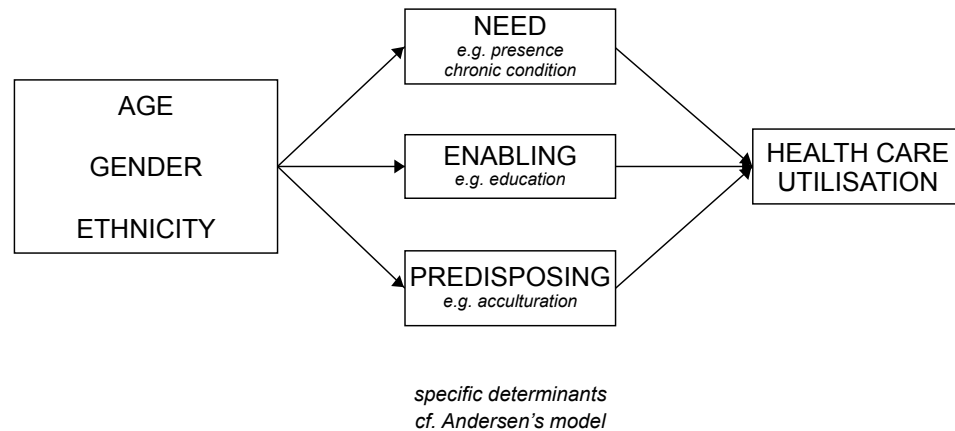 AGE
GENDER
ETHNICITY
NEED
e.g. presence
chronic condition
ENABLING
e.g. education
PREDISPOSING
e.g. acculturation
HEALTH CARE
UTILISATION
specific determinants
cf. Andersen's model